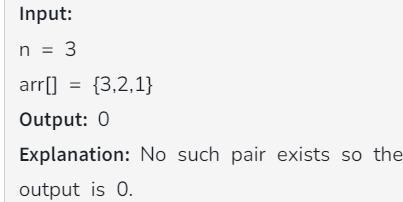 Input:
n = 3
arr[] = {3,2,1}
Output: 0
Explanation: No such pair exists so the
output is 0.